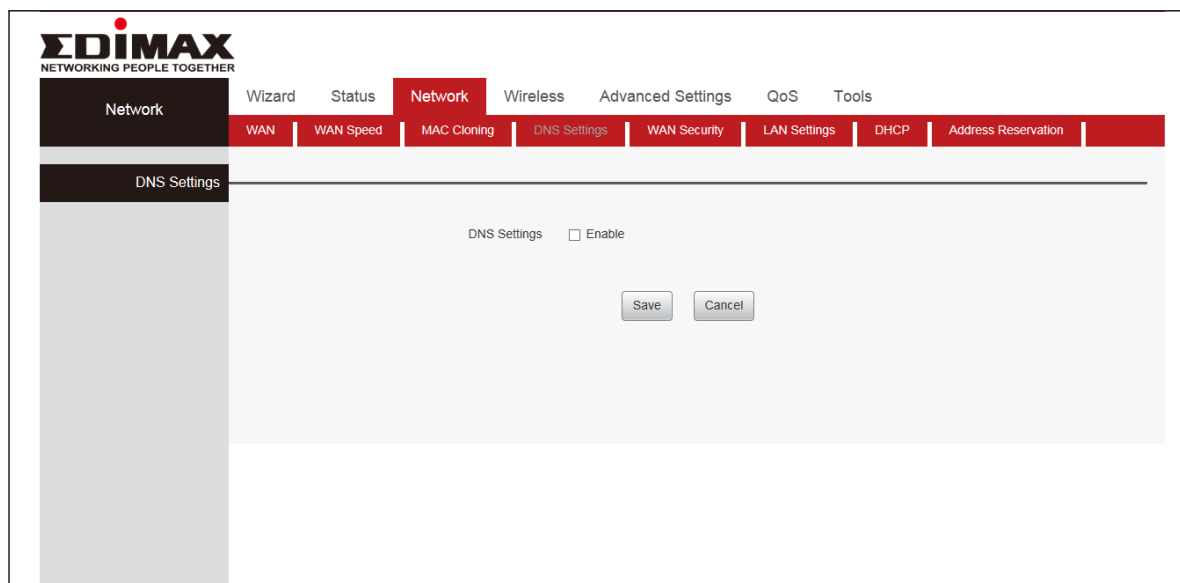 ΣDiMAX
NETWORKING PEOPLE TOGETHER
Network
Wizard Status Network Wireless Advanced Settings QoS Tools
WAN WAN Speed MAC Cloning DNS Settings WAN Security LAN Settings DHCP Address Reservation
DNS Settings
DNS Settings Enable
Save Cancel